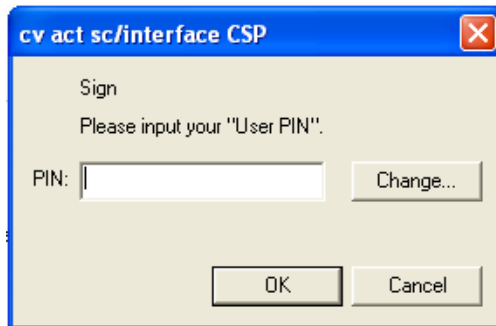 cv act sc/interface CSP
Sign
Please input your "User PIN".
PIN:
Change...
OK
Cancel